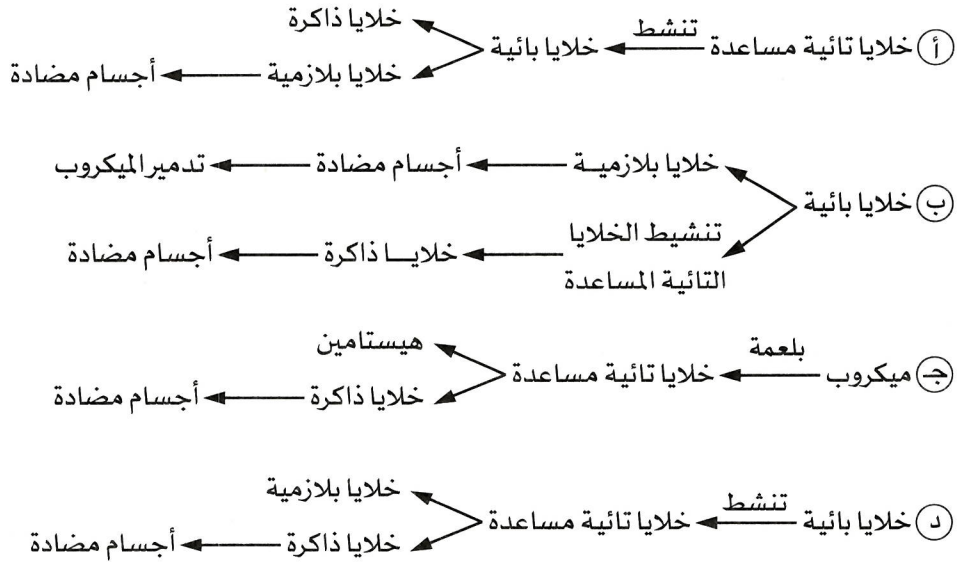 خلايا ذاكرة
أ خلايا تائية مساعدة تنشط خلايا بائية
خلايا بلازمية أجسام مضادة
خلايا بلازميـة أجسام مضادة تدمير الميكروب
ب خلايا بائية
تنشيط الخلايا
التائية المساعدة خلايـا ذاكرة أجسام مضادة
هيستامين
جـ ميكروب بلعمة خلايا تائية مساعدة
خلايا ذاكرة أجسام مضادة
خلايا بلازمية
د خلايا بائية تنشط خلايا تائية مساعدة
خلايا ذاكرة أجسام مضادة